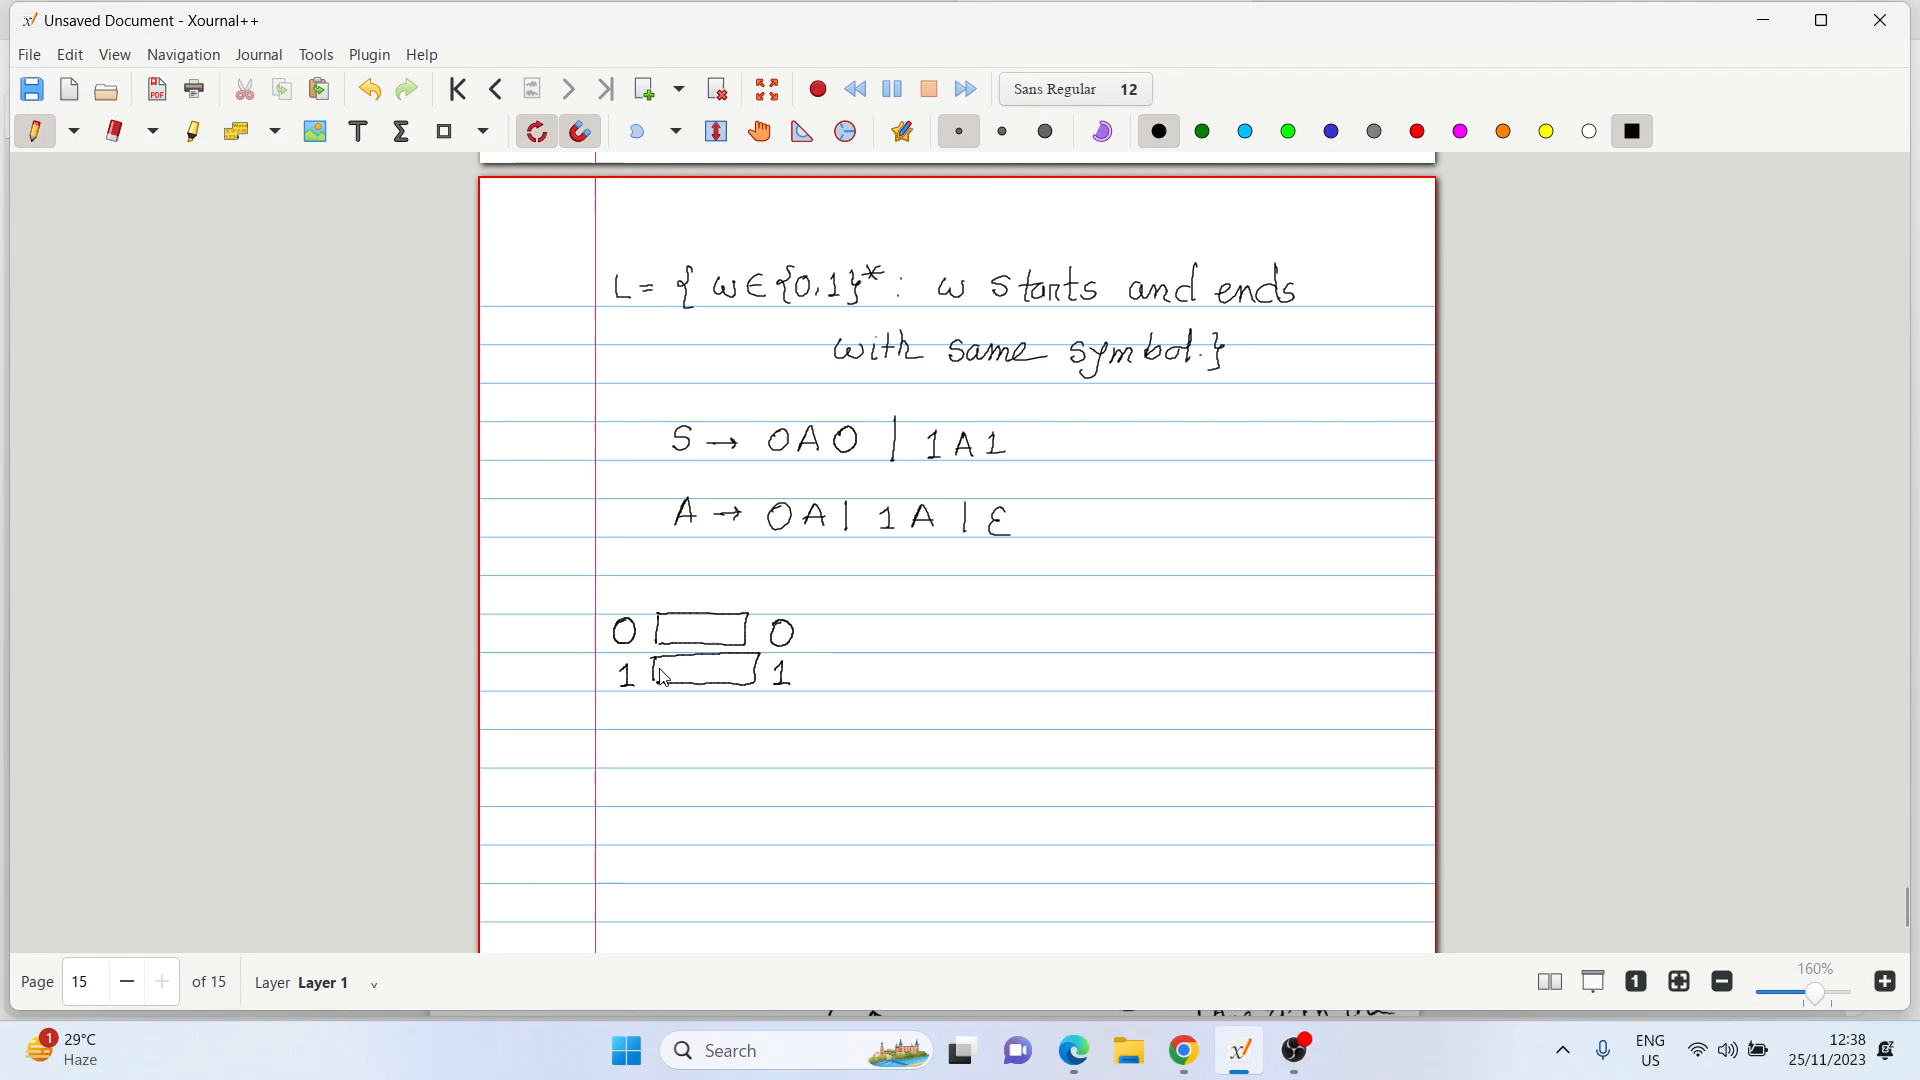 Unsaved Document - Xournal++
File Edit View Navigation Journal Tools Plugin Help
Sans Regular 12
L = { w ∈ {0,1}* : w starts and ends
with same symbol. }
S → 0A0 | 1A1
A → 0A | 1A | ε
0 0
1 1
Page 15 of 15 Layer Layer 1 160%
1
29°C
Haze
Search
ENG
US
12:38
25/11/2023